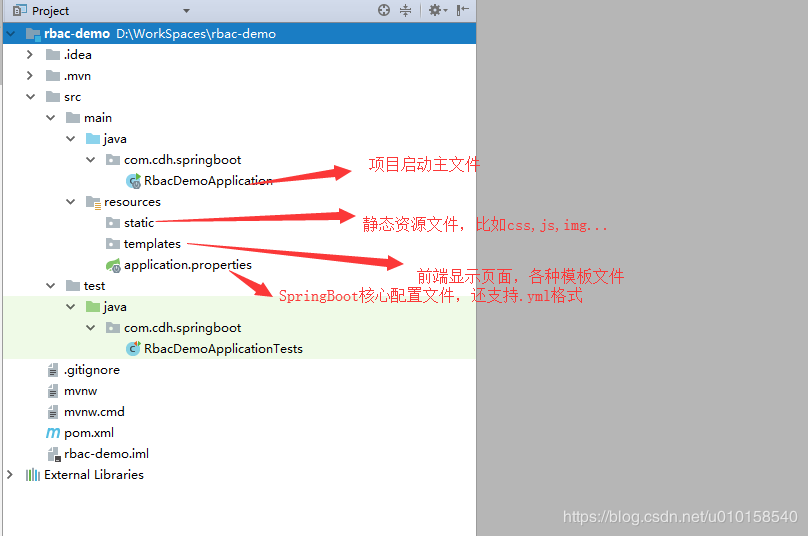 Project
rbac-demo D:\WorkSpaces\rbac-demo
.idea
.mvn
src
main
java
com.cdh.springboot
RbacDemoApplication
项目启动主文件
resources
static
静态资源文件，比如css,js,img...
templates
前端显示页面，各种模板文件
application.properties
SpringBoot核心配置文件，还支持.yml格式
test
java
com.cdh.springboot
RbacDemoApplicationTests
.gitignore
mvnw
mvnw.cmd
pom.xml
rbac-demo.iml
External Libraries
https://blog.csdn.net/u010158540